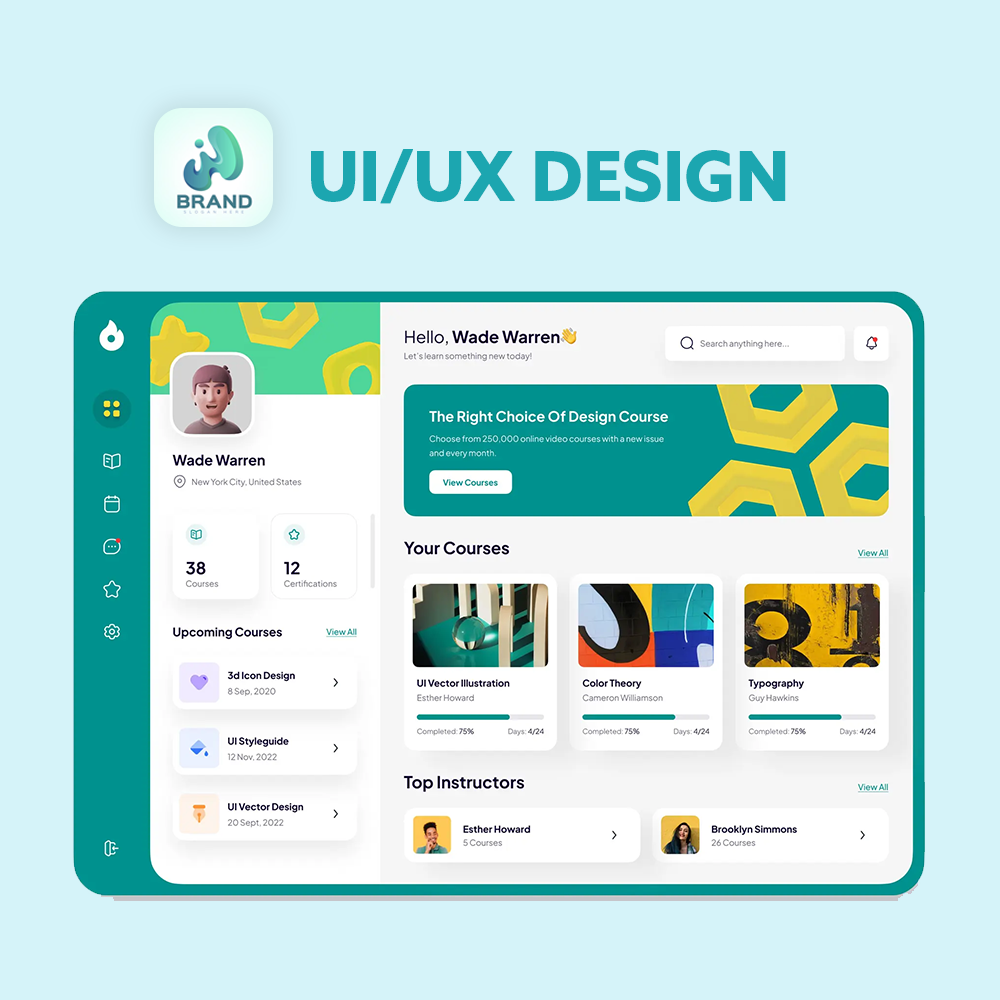 BRAND
SLOGAN HERE
UI/UX DESIGN
Wade Warren
New York City, United States
38
Courses
12
Certifications
Upcoming Courses
View All
3d Icon Design
8 Sep, 2020
UI Styleguide
12 Nov, 2022
UI Vector Design
20 Sept, 2022
Hello, Wade Warren👋
Let's learn something new today!
Search anything here...
The Right Choice Of Design Course
Choose from 250,000 online video courses with a new issue
and every month.
View Courses
Your Courses
View All
UI Vector Illustration
Esther Howard
Completed: 75% Days: 4/24
Color Theory
Cameron Williamson
Completed: 75% Days: 4/24
Typography
Guy Hawkins
Completed: 75% Days: 4/24
Top Instructors
View All
Esther Howard
5 Courses
Brooklyn Simmons
26 Courses